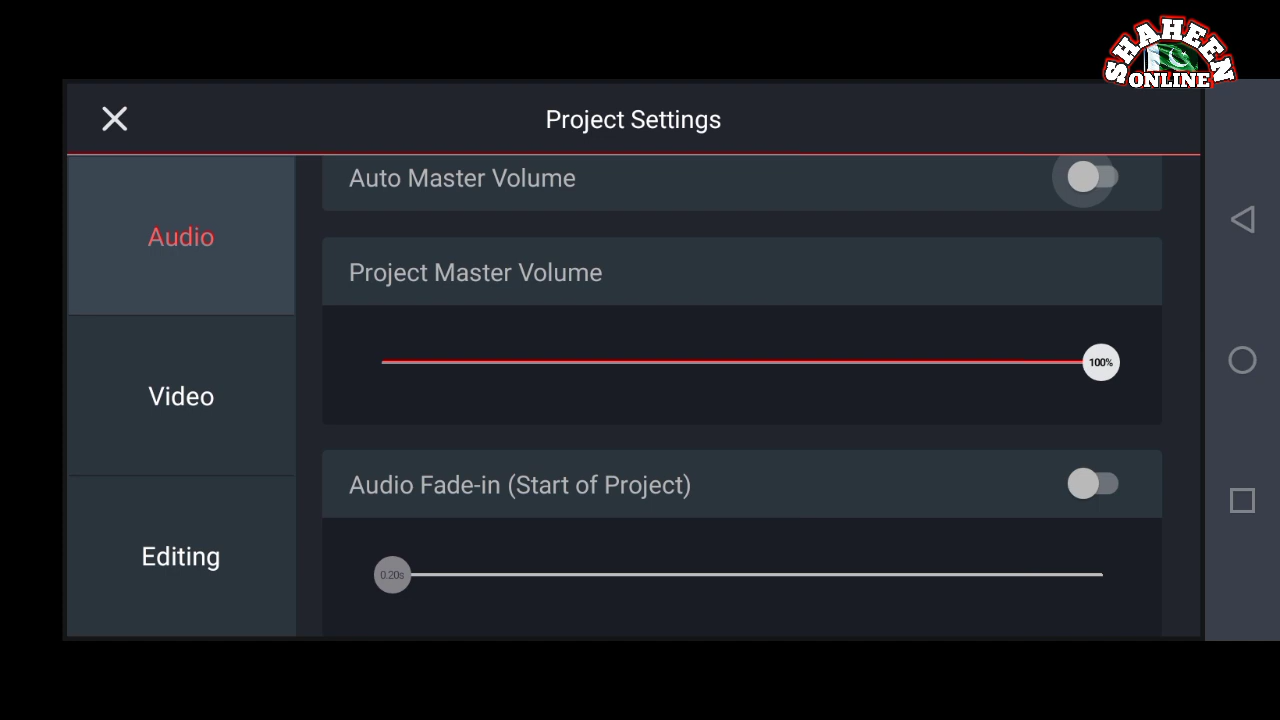 SHAHEEN
ONLINE
Project Settings
Auto Master Volume
Audio
Project Master Volume
100%
Video
Audio Fade-in (Start of Project)
Editing
0.20s